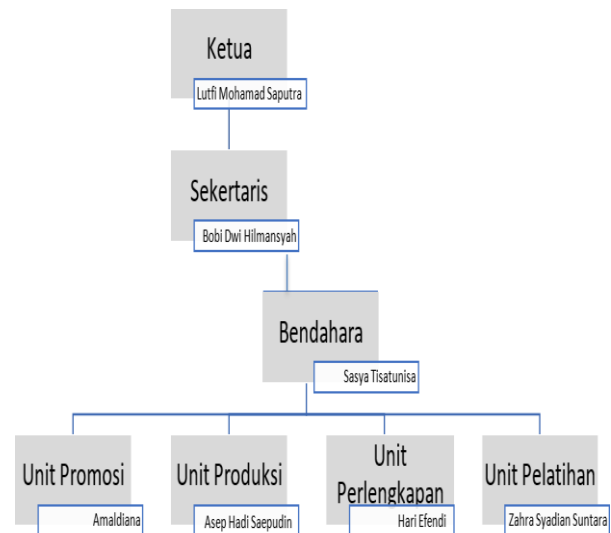 Ketua
Lutfi Mohamad Saputra
Sekertaris
Bobi Dwi Hilmansyah
Bendahara
Sasya Tisatunisa
Unit Promosi
Amaldiana
Unit Produksi
Asep Hadi Saepudin
Unit
Perlengkapan
Hari Efendi
Unit Pelatihan
Zahra Syadian Suntara